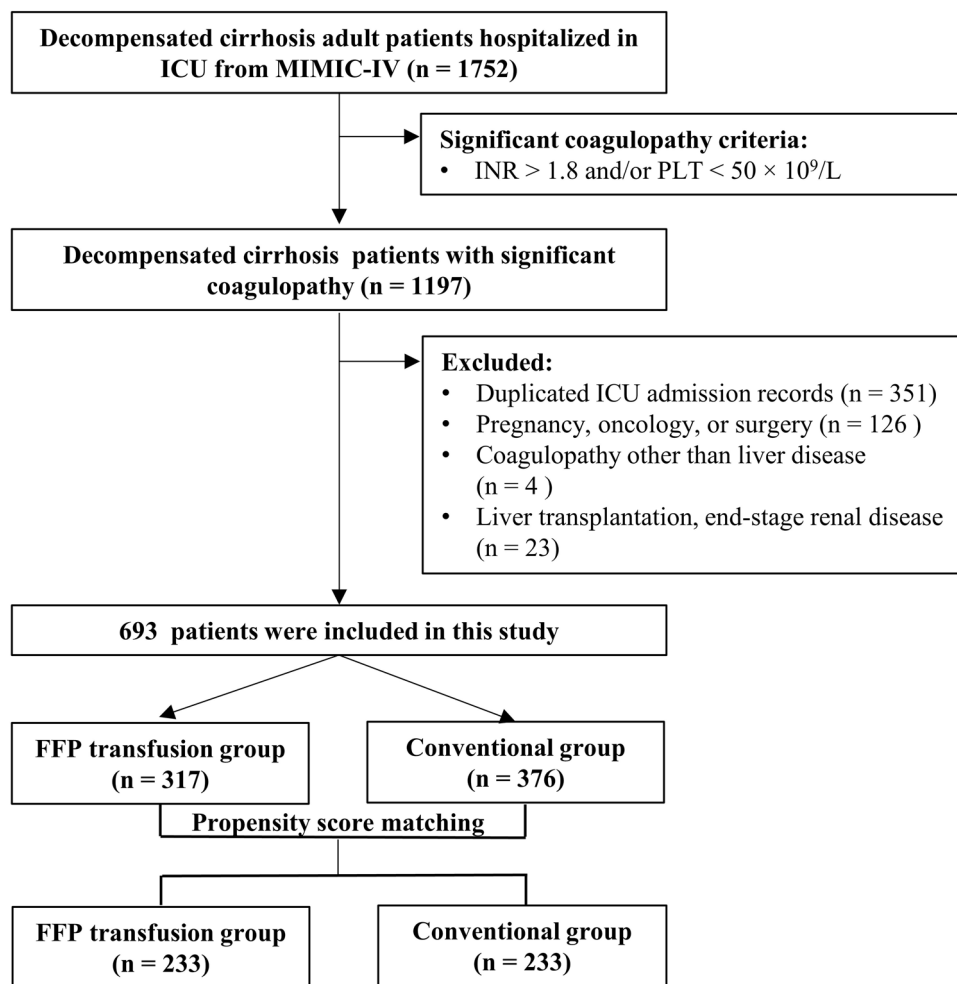 Decompensated cirrhosis adult patients hospitalized in
ICU from MIMIC-IV (n = 1752)
Significant coagulopathy criteria:
• INR > 1.8 and/or PLT < 50 × 10⁹/L
Decompensated cirrhosis patients with significant
coagulopathy (n = 1197)
Excluded:
• Duplicated ICU admission records (n = 351)
• Pregnancy, oncology, or surgery (n = 126 )
• Coagulopathy other than liver disease
(n = 4 )
• Liver transplantation, end-stage renal disease
(n = 23)
693 patients were included in this study
FFP transfusion group
(n = 317)
Conventional group
(n = 376)
Propensity score matching
FFP transfusion group
(n = 233)
Conventional group
(n = 233)